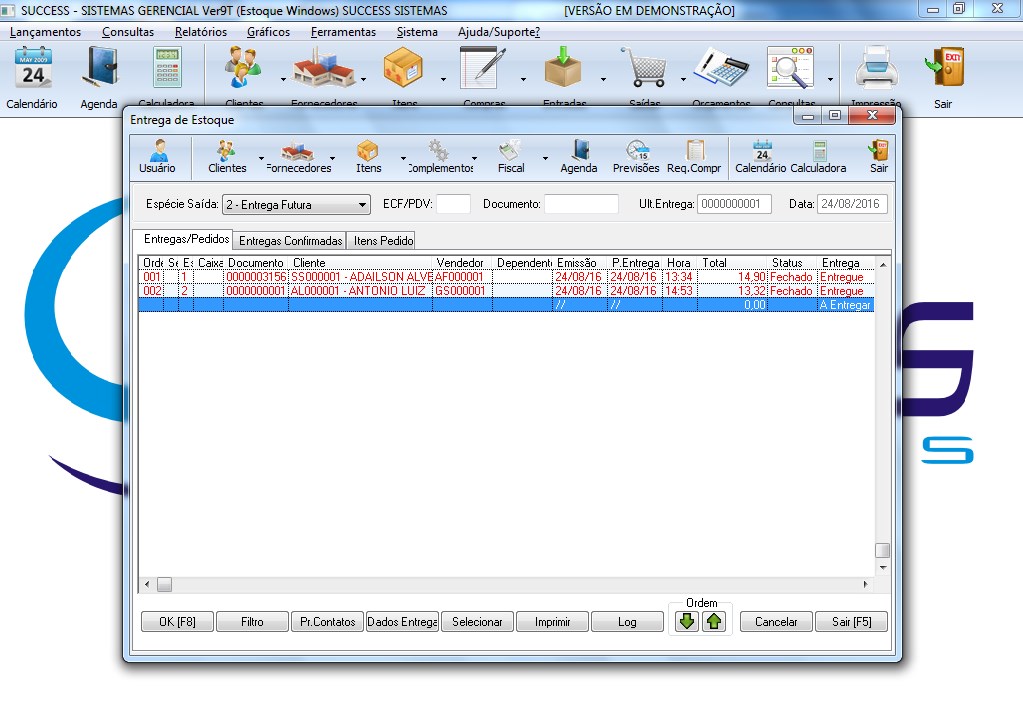 SUCCESS - SISTEMAS GERENCIAL Ver9T (Estoque Windows) SUCCESS SISTEMAS [VERSÃO EM DEMONSTRAÇÃO]
Lançamentos Consultas Relatórios Gráficos Ferramentas Sistema Ajuda/Suporte?
MAY 2009 24 EXIT
Calendário Agenda Calculadora Clientes Fornecedores Itens Compras Entradas Saídas Orçamentos Consultas Impressão Sair
Entrega de Estoque
24 EXIT
Usuário Clientes Fornecedores Itens Complementos Fiscal Agenda Previsões Req.Compr Calendário Calculadora Sair
Espécie Saída: 2 - Entrega Futura ECF/PDV: Documento: Ult.Entrega: 0000000001 Data: 24/08/2016
Entregas/Pedidos Entregas Confirmadas Itens Pedido
Orde Se Es Caixa Documento Cliente Vendedor Dependente Emissão P.Entrega Hora Total Status Entrega
001 1 0000003156 SS000001 - ADAILSON ALVE AF000001 24/08/16 24/08/16 13:34 14,90 Fechado Entregue
002 2 0000000001 AL000001 - ANTONIO LUIZ GS000001 24/08/16 24/08/16 14:53 13,32 Fechado Entregue
// // 0,00 A Entregar
S
Ordem
OK [F8] Filtro Pr.Contatos Dados Entrega Selecionar Imprimir Log Cancelar Sair [F5]